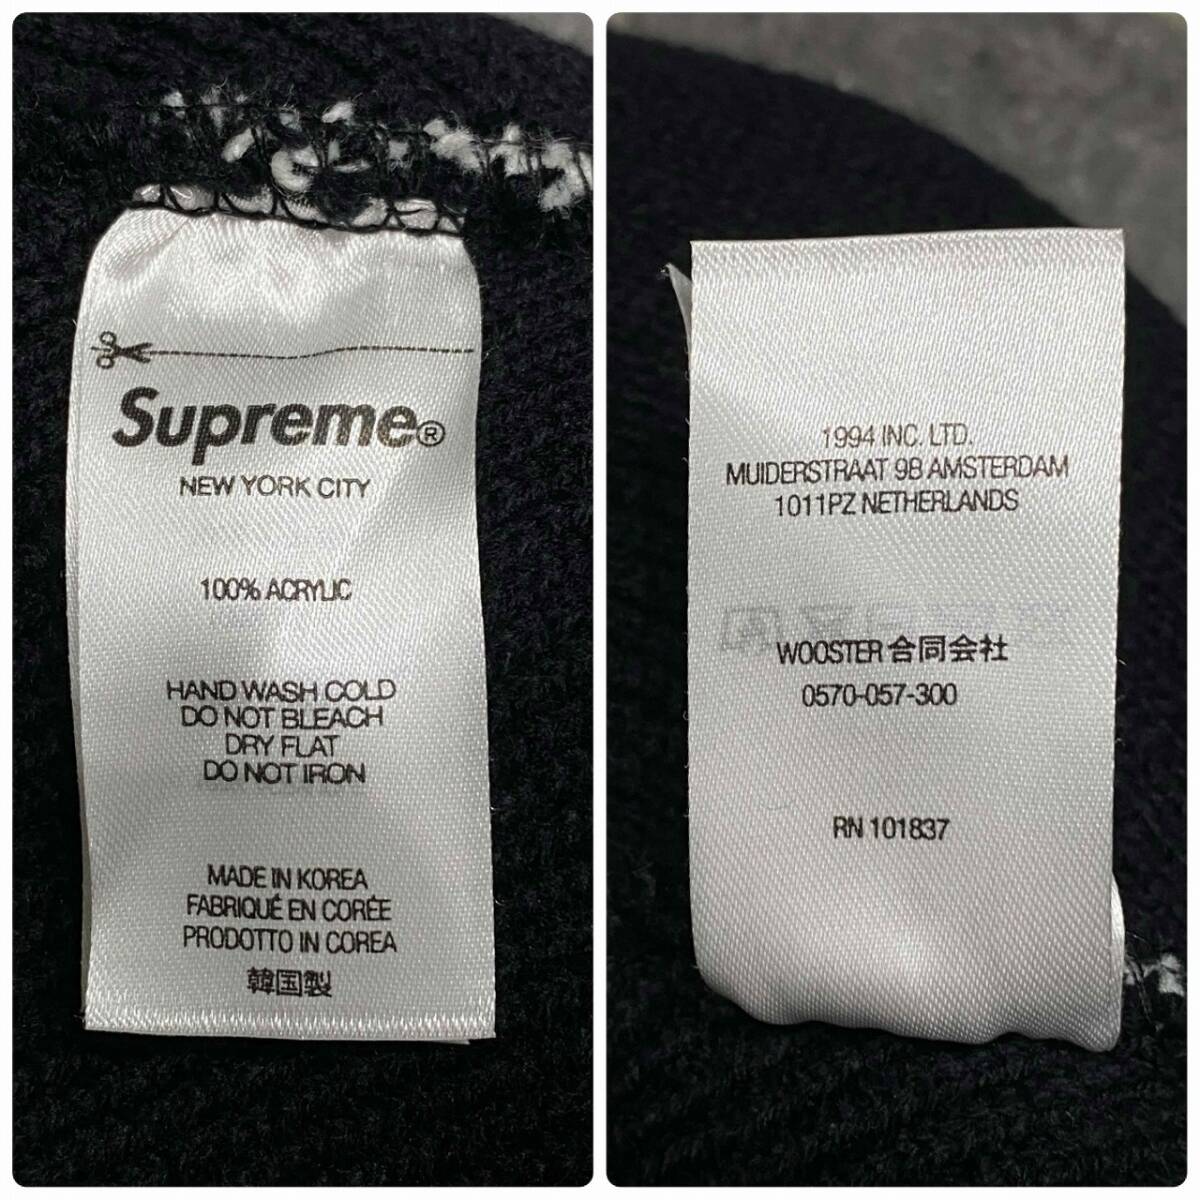 Supreme®
NEW YORK CITY
100% ACRYLIC
HAND WASH COLD
DO NOT BLEACH
DRY FLAT
DO NOT IRON
MADE IN KOREA
FABRIQUÉ EN CORÉE
PRODOTTO IN COREA
韓国製
1994 INC. LTD.
MUIDERSTRAAT 9B AMSTERDAM
1011PZ NETHERLANDS
WOOSTER 合同会社
0570-057-300
RN 101837